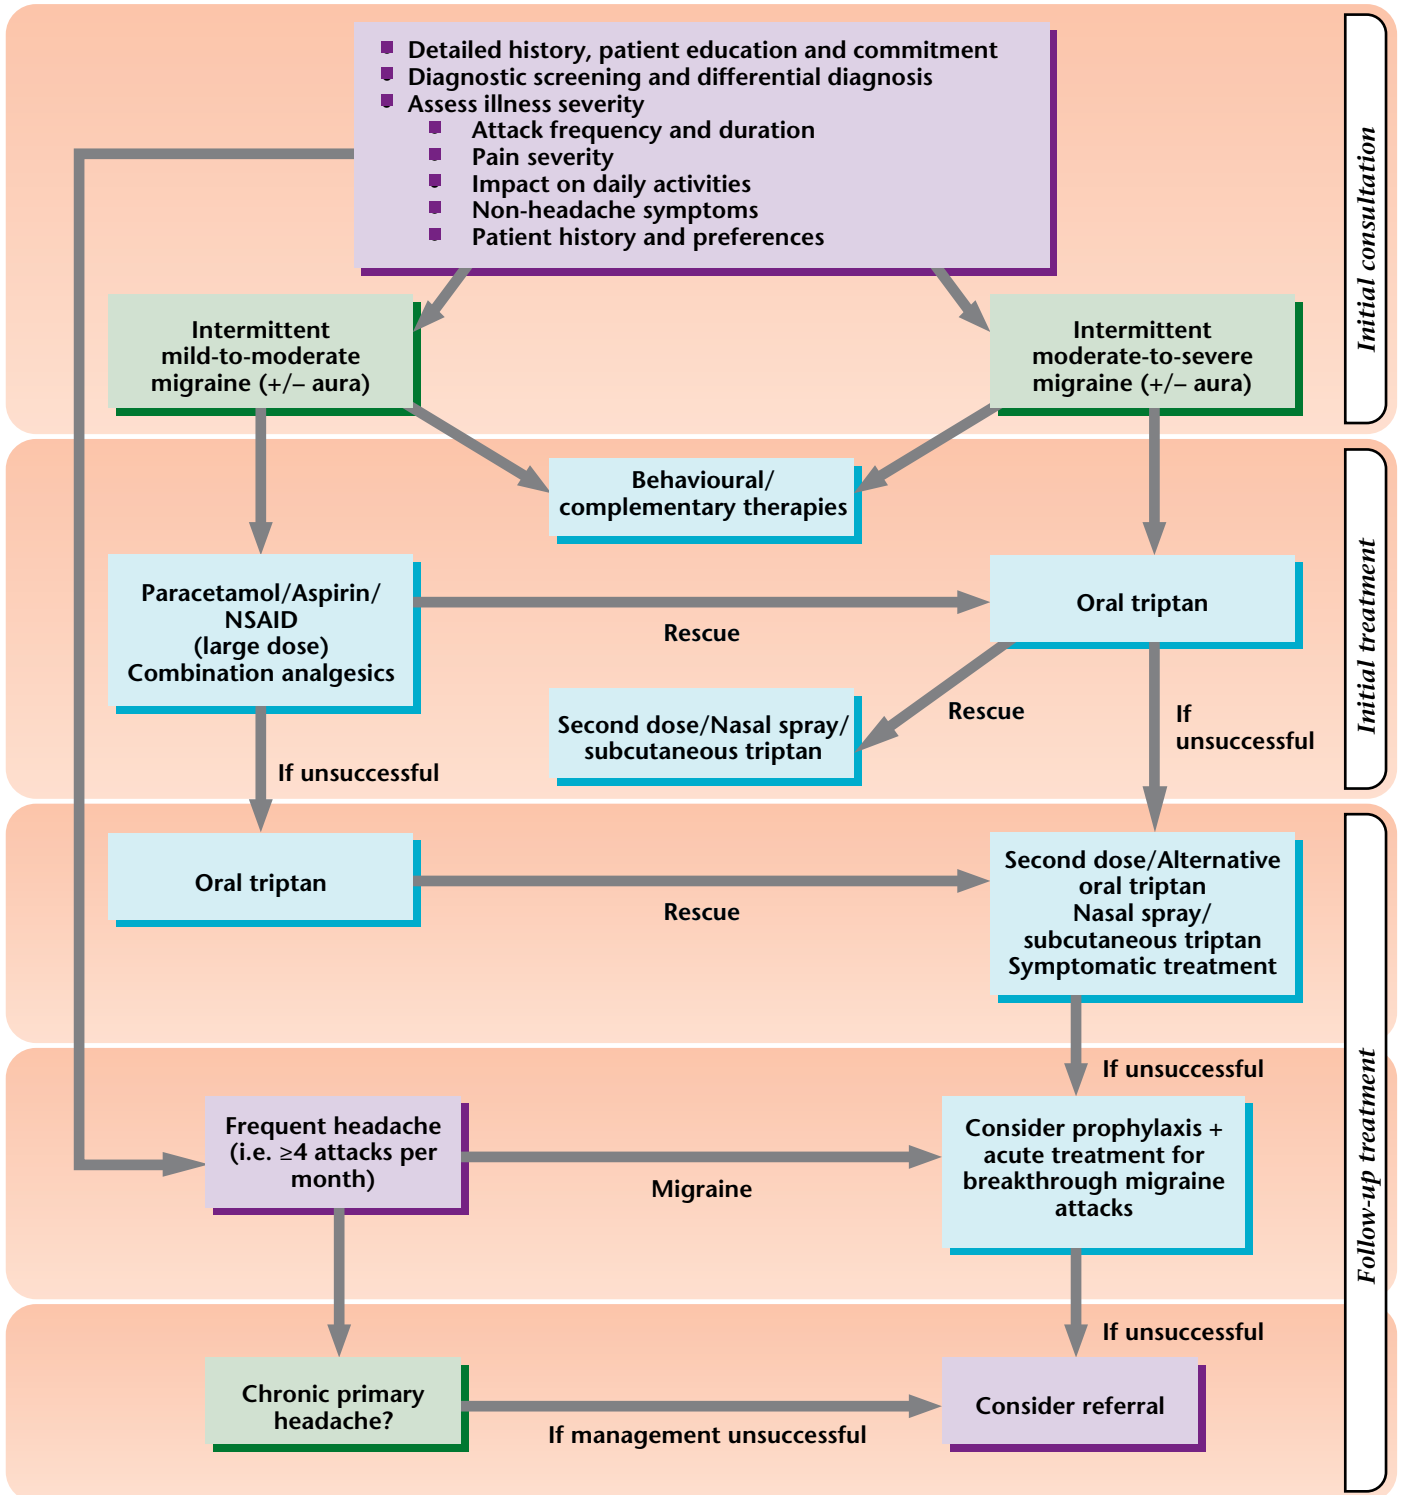 Detailed history, patient education and commitment
Diagnostic screening and differential diagnosis
Assess illness severity
Attack frequency and duration
Pain severity
Impact on daily activities
Non-headache symptoms
Patient history and preferences
Initial consultation
Intermittent
mild-to-moderate
migraine (+/– aura)
Intermittent
moderate-to-severe
migraine (+/– aura)
Behavioural/
complementary therapies
Initial treatment
Paracetamol/Aspirin/
NSAID
(large dose)
Combination analgesics
Rescue
Oral triptan
Second dose/Nasal spray/
subcutaneous triptan
Rescue
If
unsuccessful
If unsuccessful
Oral triptan
Rescue
Second dose/Alternative
oral triptan
Nasal spray/
subcutaneous triptan
Symptomatic treatment
Follow-up treatment
If unsuccessful
Frequent headache
(i.e. ≥4 attacks per
month)
Migraine
Consider prophylaxis +
acute treatment for
breakthrough migraine
attacks
If unsuccessful
Chronic primary
headache?
If management unsuccessful
Consider referral